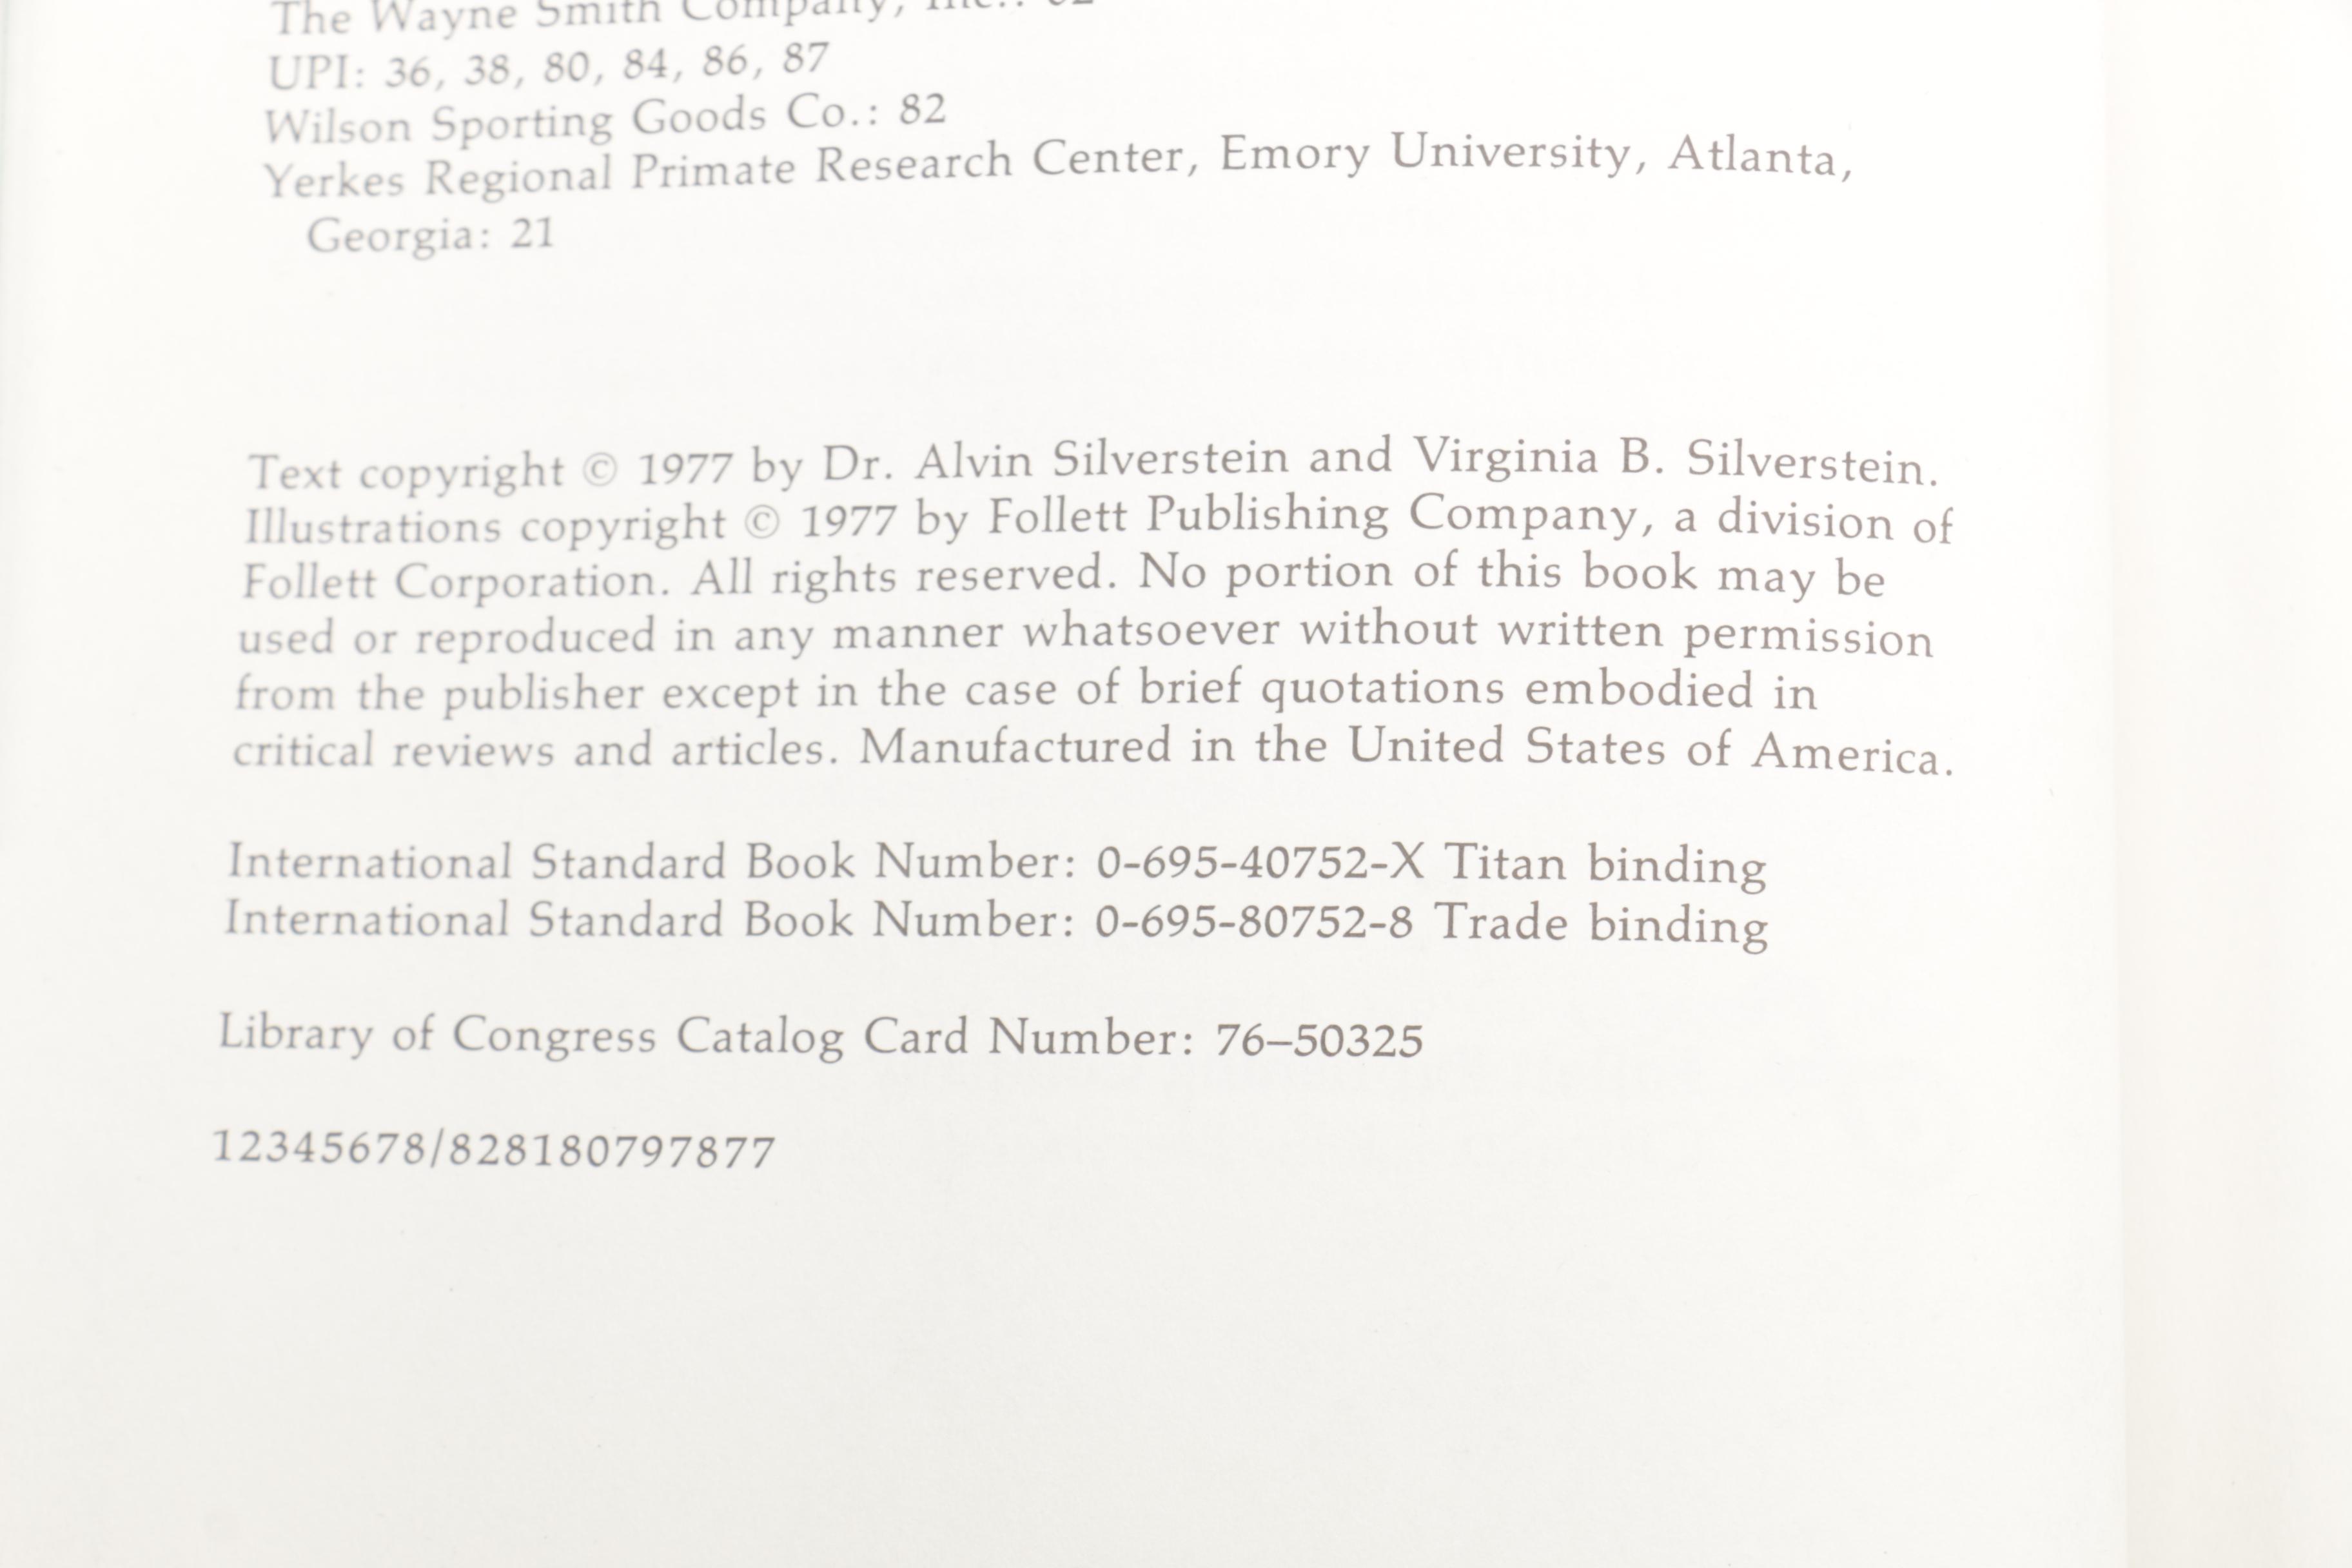 The Wayne Smith Company, Inc.: 82
UPI: 36, 38, 80, 84, 86, 87
Wilson Sporting Goods Co.: 82
Yerkes Regional Primate Research Center, Emory University, Atlanta,
Georgia: 21
Text copyright © 1977 by Dr. Alvin Silverstein and Virginia B. Silverstein.
Illustrations copyright © 1977 by Follett Publishing Company, a division of
Follett Corporation. All rights reserved. No portion of this book may be
used or reproduced in any manner whatsoever without written permission
from the publisher except in the case of brief quotations embodied in
critical reviews and articles. Manufactured in the United States of America.
International Standard Book Number: 0-695-40752-X Titan binding
International Standard Book Number: 0-695-80752-8 Trade binding
Library of Congress Catalog Card Number: 76–50325
12345678/828180797877